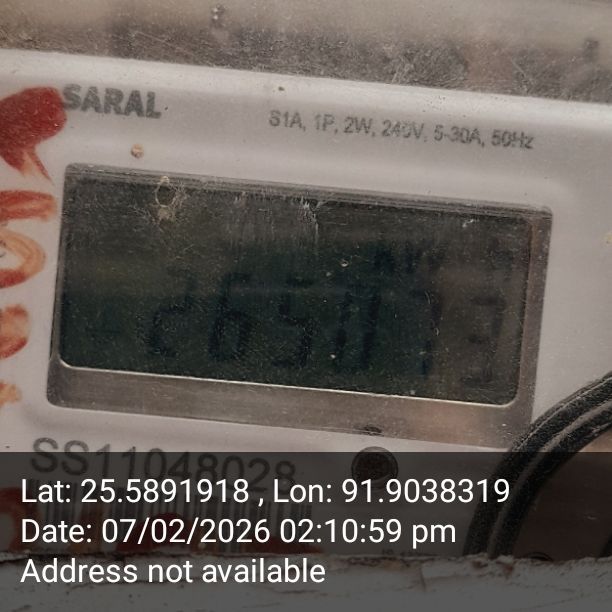 SARAL
S1A, 1P, 2W, 240V, 5-30A, 50Hz
SS11048028
Lat: 25.5891918 , Lon: 91.9038319
Date: 07/02/2026 02:10:59 pm
Address not available